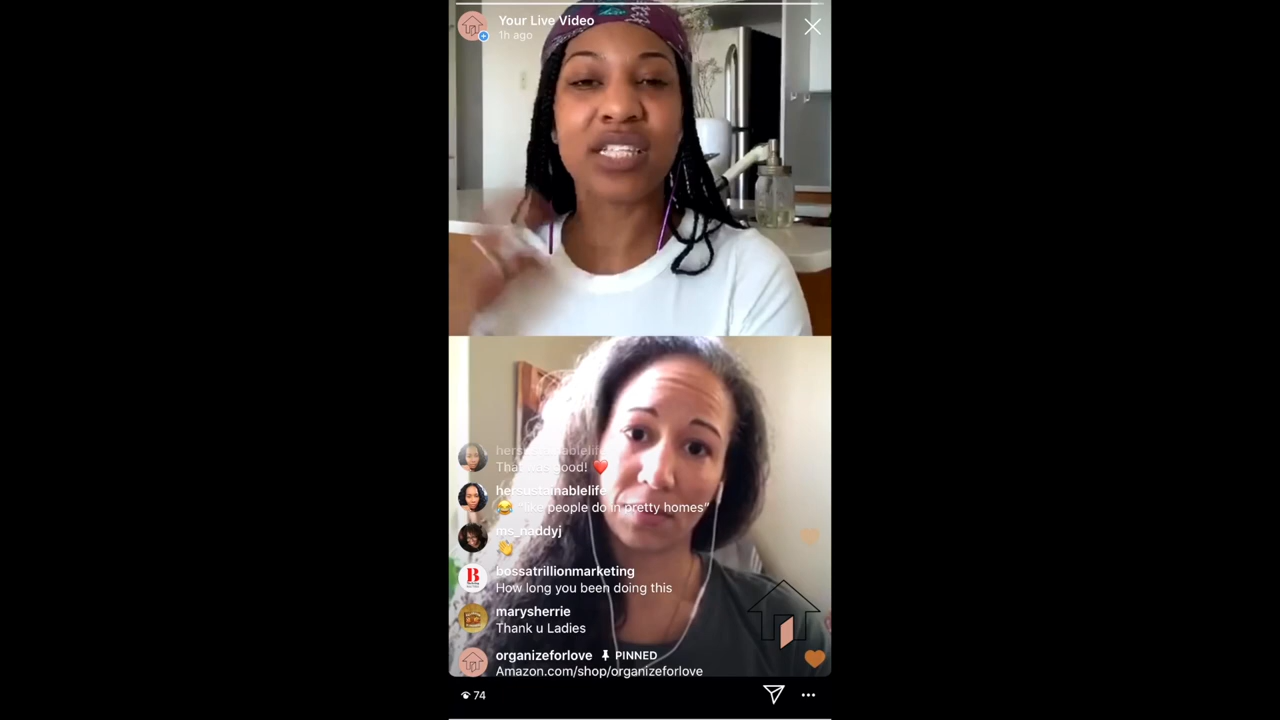 Your Live Video
1h ago
hersustainablelife
That was good! ❤️
hersustainablelife
😂 “like people do in pretty homes”
ms_naddyj
👏
bossatrillionmarketing
How long you been doing this
marysherrie
Thank u Ladies
organizeforlove PINNED
Amazon.com/shop/organizeforlove
74